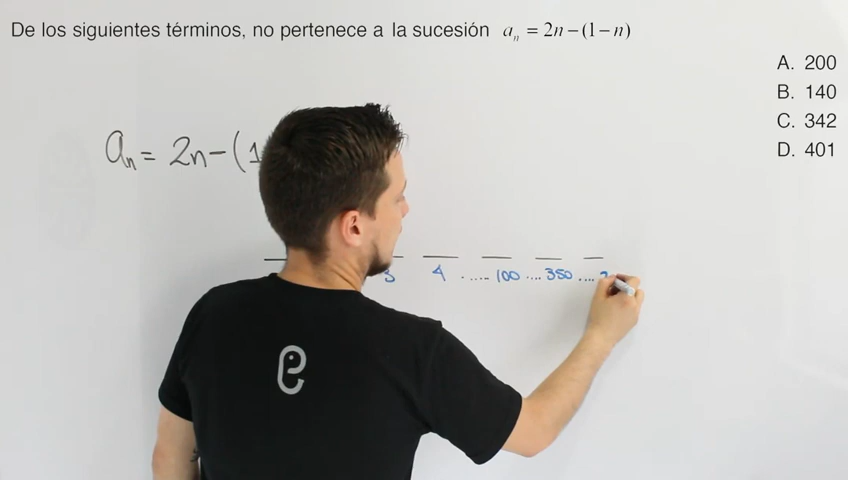 De los siguientes términos, no pertenece a la sucesión aₙ = 2n – (1 – n)
A. 200
B. 140
C. 342
D. 401
aₙ = 2n – (1
3 4 ..... 100 .... 350 ....